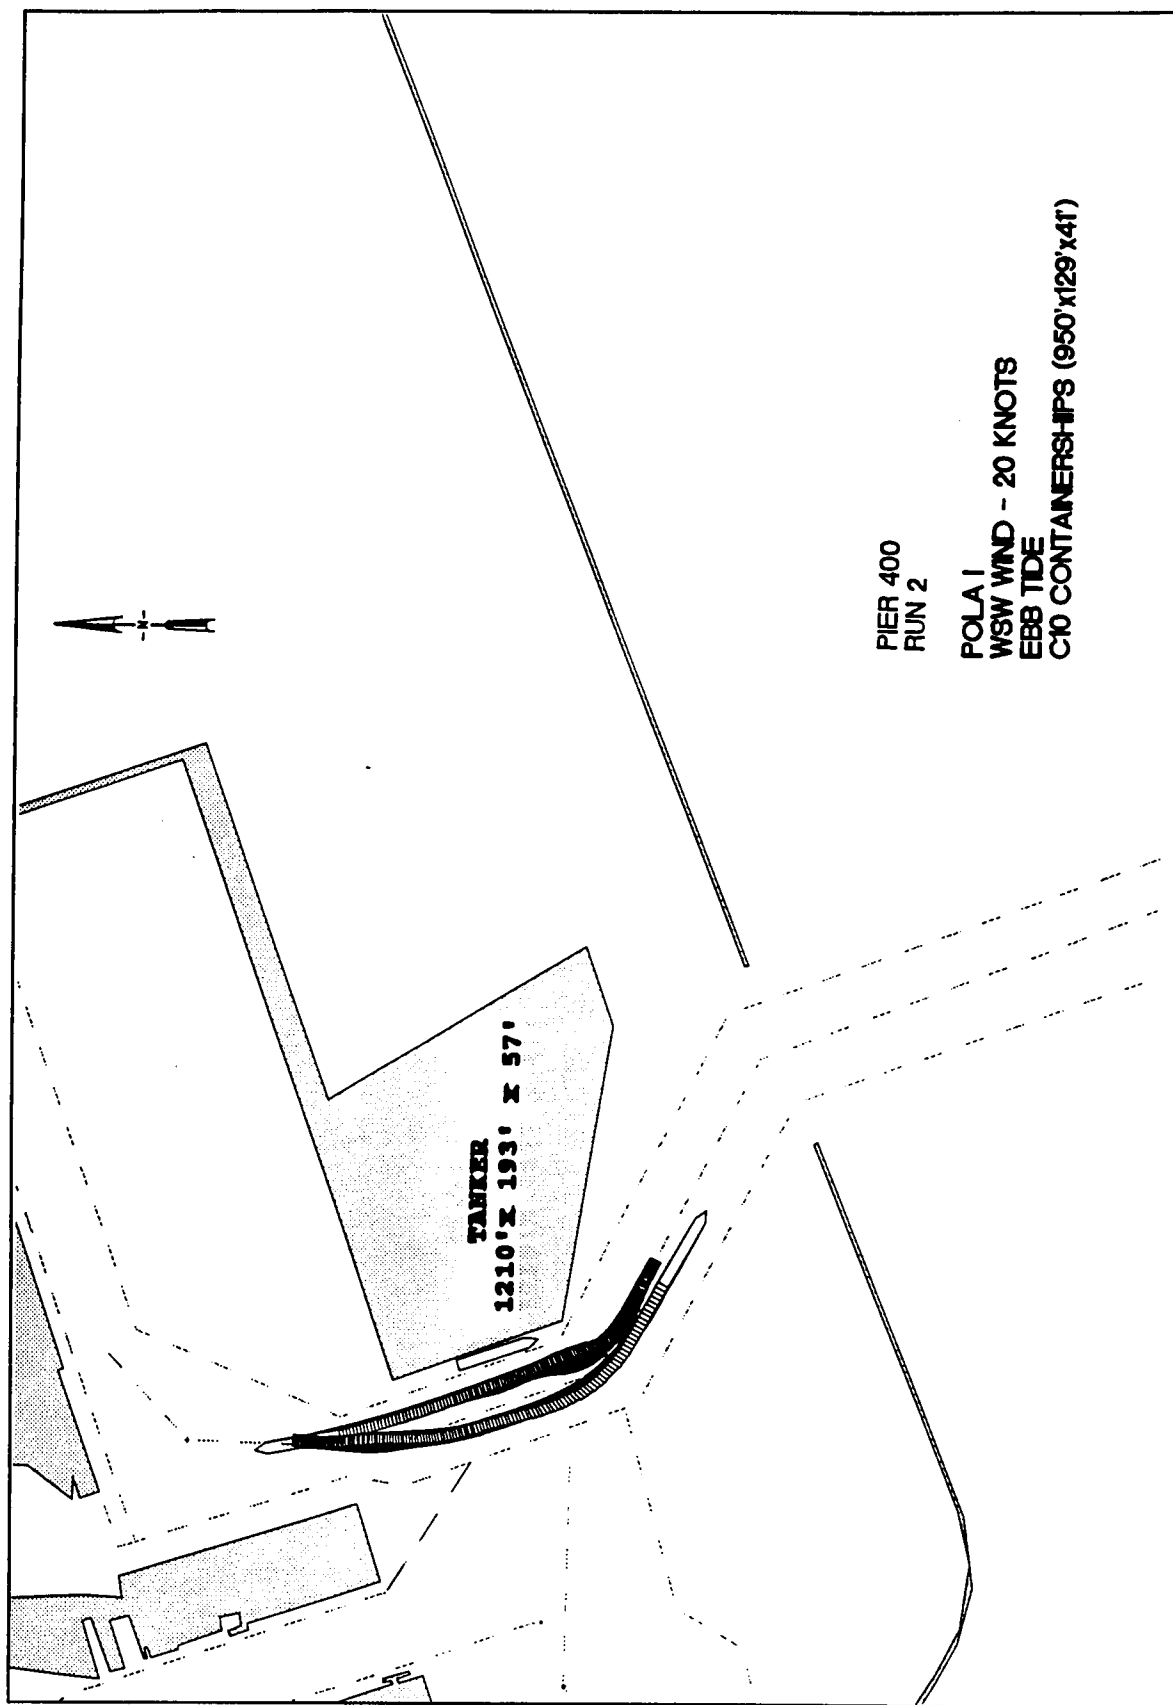 -N-
TANKER
1210'X 193' X 57'
PIER 400
RUN 2
POLA I
WSW WIND - 20 KNOTS
EBB TIDE
C10 CONTAINERSHIPS (950'x129'x41')